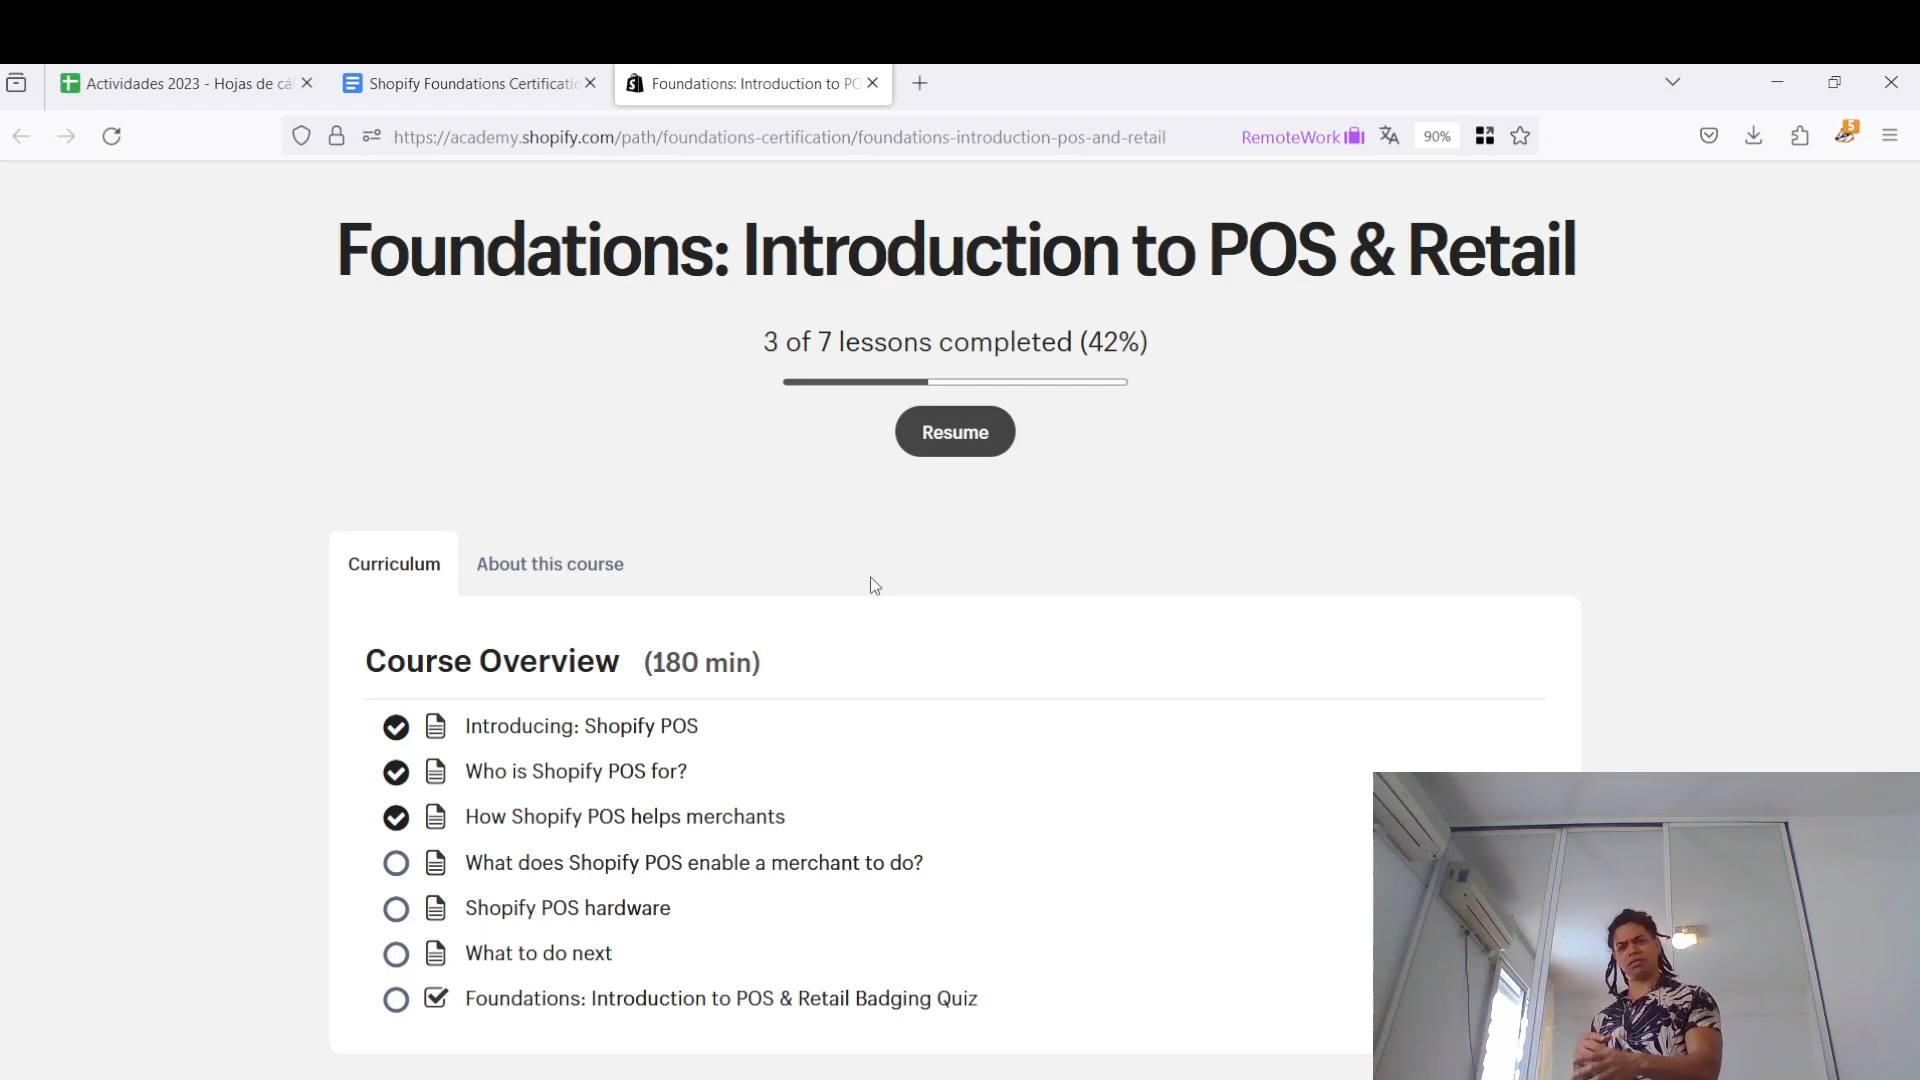 Actividades 2023 - Hojas de cál
Shopify Foundations Certificatio
Foundations: Introduction to PO
https://academy.shopify.com/path/foundations-certification/foundations-introduction-pos-and-retail
RemoteWork
90%
5
Foundations: Introduction to POS & Retail
3 of 7 lessons completed (42%)
Resume
Curriculum
About this course
Course Overview (180 min)
Introducing: Shopify POS
Who is Shopify POS for?
How Shopify POS helps merchants
What does Shopify POS enable a merchant to do?
Shopify POS hardware
What to do next
Foundations: Introduction to POS & Retail Badging Quiz